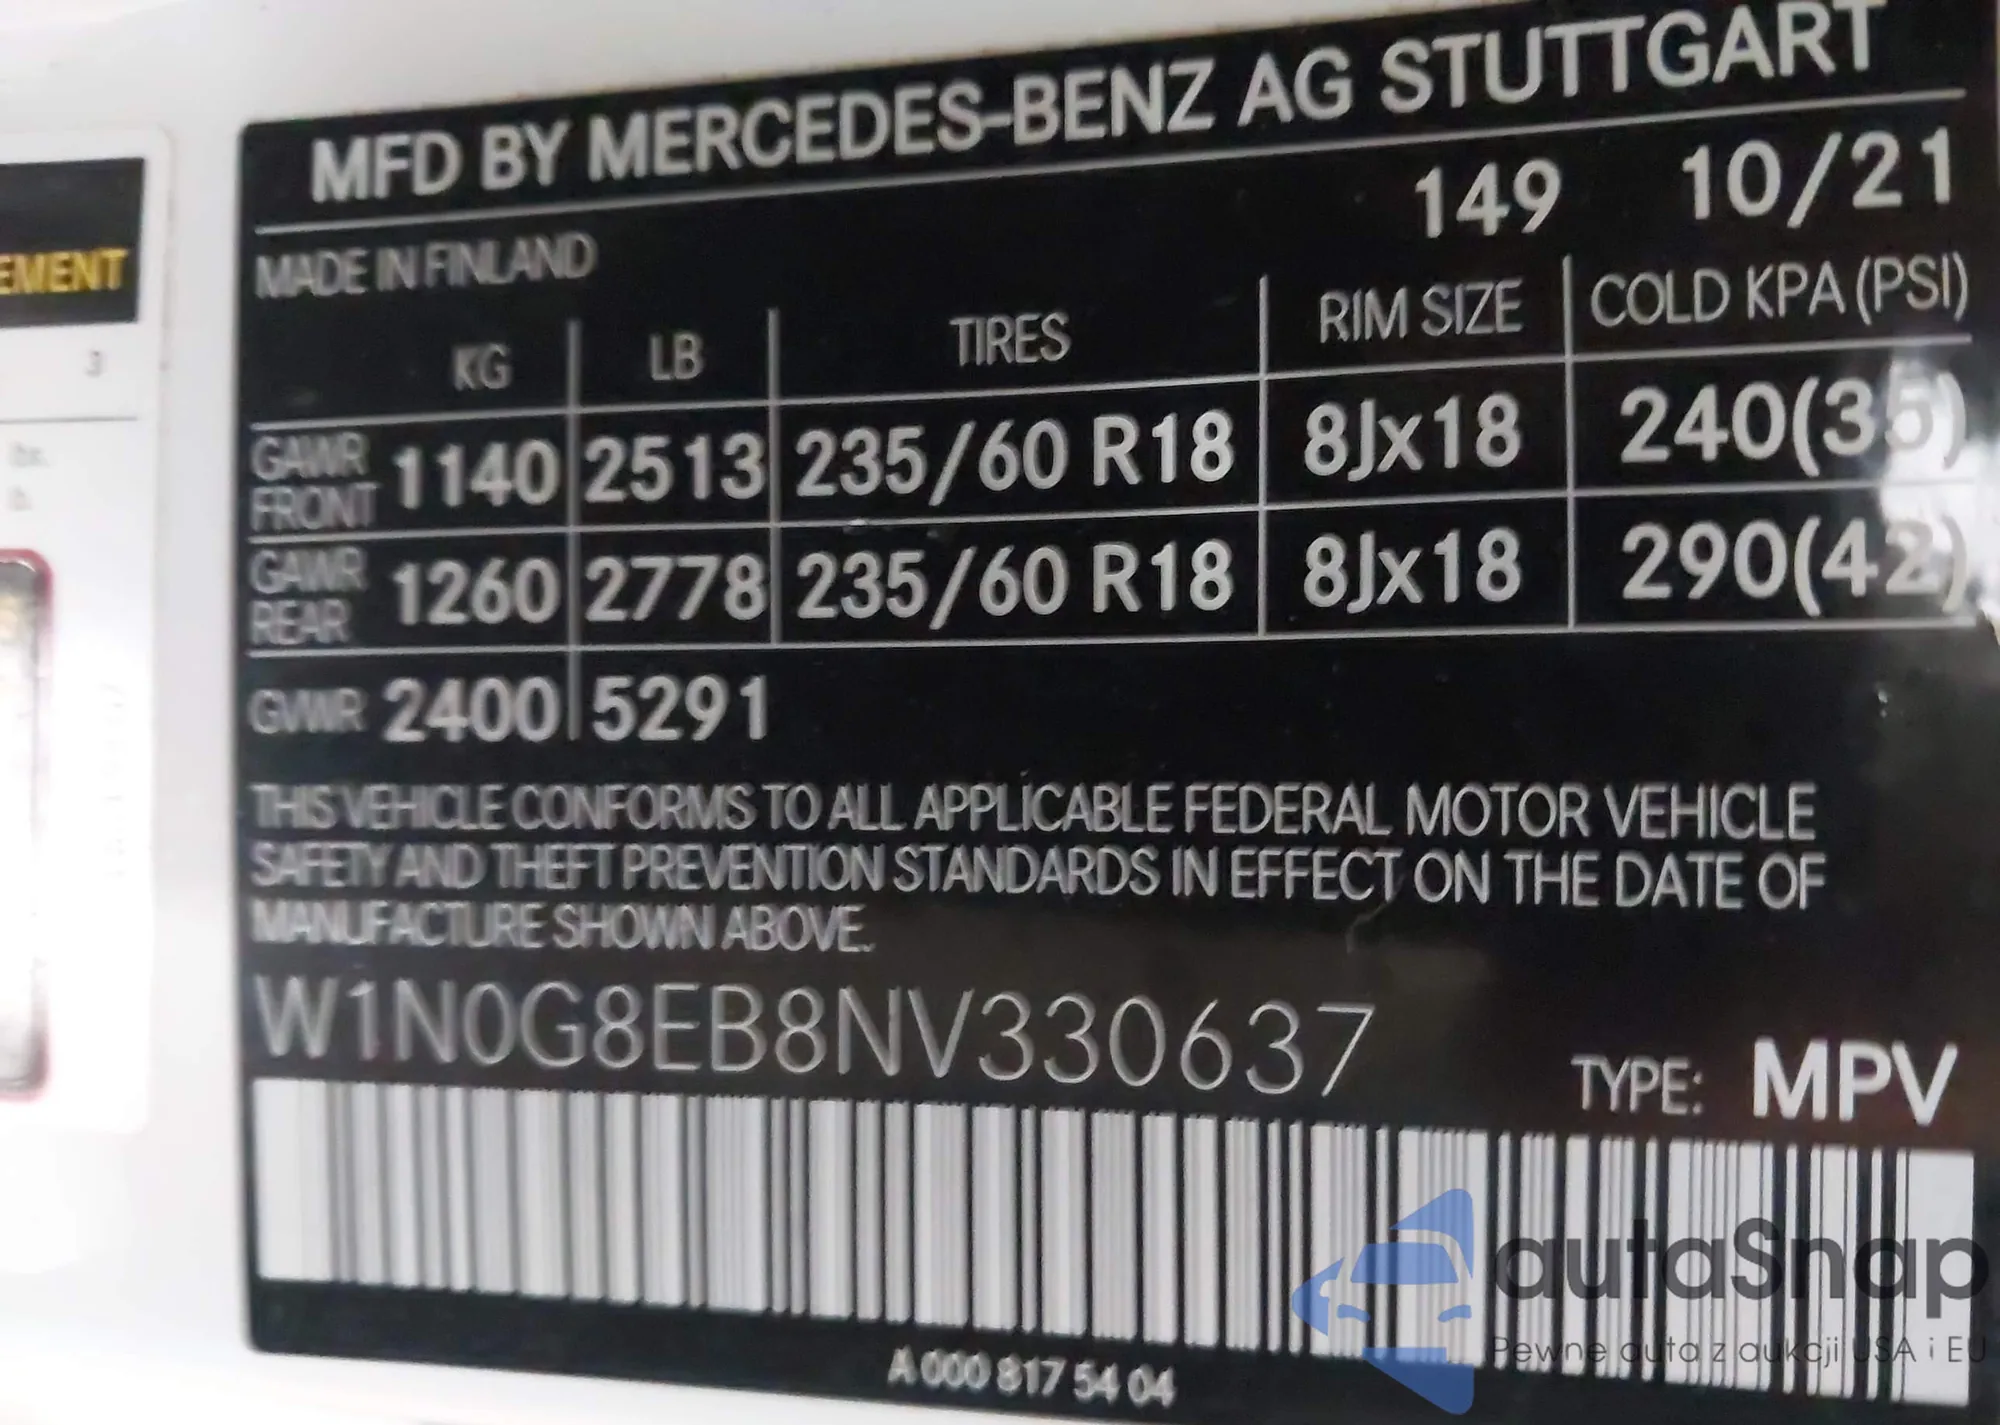 MFD BY MERCEDES-BENZ AG STUTTGART
149 10/21
MADE IN FINLAND
KG LB TIRES RIM SIZE COLD KPA (PSI)
GAWR FRONT 1140 2513 235/60 R18 8Jx18 240(35)
GAWR REAR 1260 2778 235/60 R18 8Jx18 290(42)
GVWR 2400 5291
THIS VEHICLE CONFORMS TO ALL APPLICABLE FEDERAL MOTOR VEHICLE
SAFETY AND THEFT PREVENTION STANDARDS IN EFFECT ON THE DATE OF
MANUFACTURE SHOWN ABOVE.
W1N0G8EB8NV330637
TYPE: MPV
A 000 817 54 04
EMENT
3
autaSnap
Pewne auta z aukcji USA i EU